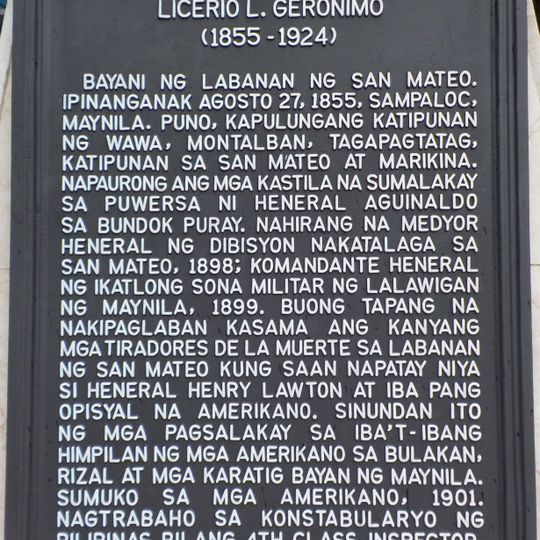 LICERIO L. GERONIMO
(1855 - 1924)
BAYANI NG LABANAN NG SAN MATEO.
IPINANGANAK AGOSTO 27, 1855, SAMPALOC,
MAYNILA. PUNO, KAPULUNGANG KATIPUNAN
NG WAWA, MONTALBAN, TAGAPAGTATAG,
KATIPUNAN SA SAN MATEO AT MARIKINA.
NAPAURONG ANG MGA KASTILA NA SUMALAKAY
SA PUWERSA NI HENERAL AGUINALDO
SA BUNDOK PURAY. NAHIRANG NA MEDYOR
HENERAL NG DIBISYON NAKATALAGA SA
SAN MATEO, 1898; KOMANDANTE HENERAL
NG IKATLONG SONA MILITAR NG LALAWIGAN
NG MAYNILA, 1899. BUONG TAPANG NA
NAKIPAGLABAN KASAMA ANG KANYANG
MGA TIRADORES DE LA MUERTE SA LABANAN
NG SAN MATEO KUNG SAAN NAPATAY NIYA
SI HENERAL HENRY LAWTON AT IBA PANG
OPISYAL NA AMERIKANO. SINUNDAN ITO
NG MGA PAGSALAKAY SA IBA'T-IBANG
HIMPILAN NG MGA AMERIKANO SA BULAKAN,
RIZAL AT MGA KARATIG BAYAN NG MAYNILA.
SUMUKO SA MGA AMERIKANO, 1901.
NAGTRABAHO SA KONSTABULARYO NG
PILIPINAS BILANG 4TH CLASS INSPECTOR